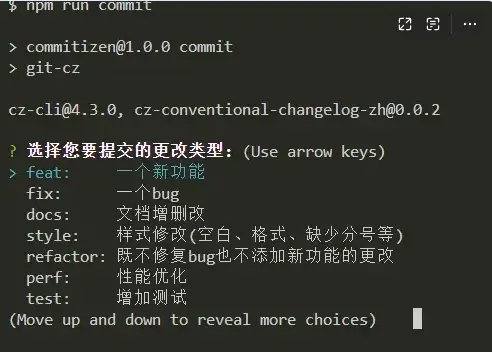 $ npm run commit
> commitizen@1.0.0 commit
> git-cz
cz-cli@4.3.0, cz-conventional-changelog-zh@0.0.2
? 选择您要提交的更改类型：(Use arrow keys)
> feat:     一个新功能
  fix:      一个bug
  docs:     文档增删改
  style:    样式修改(空白、格式、缺少分号等)
  refactor: 既不修复bug也不添加新功能的更改
  perf:     性能优化
  test:     增加测试
(Move up and down to reveal more choices)